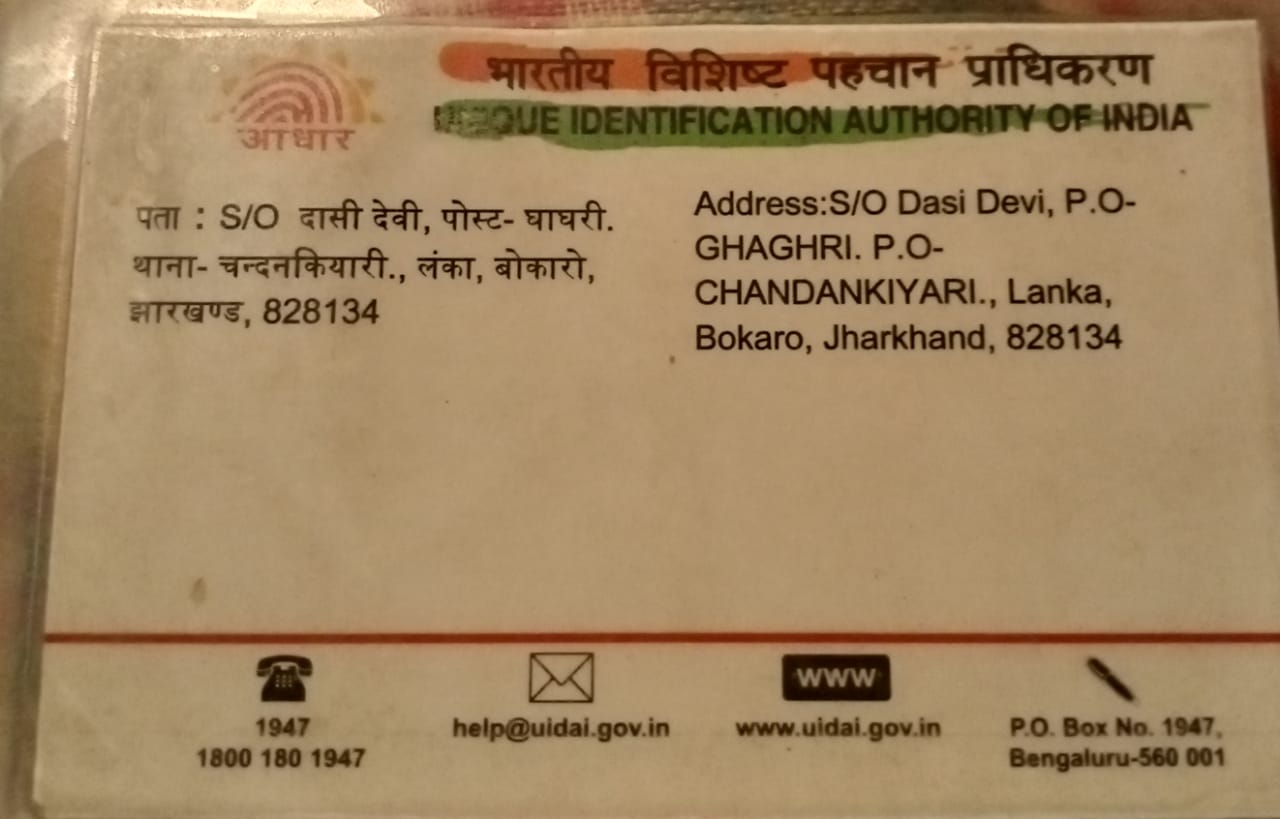 आधार
भारतीय विशिष्ट पहचान प्राधिकरण
UNIQUE IDENTIFICATION AUTHORITY OF INDIA
पता : S/O दासी देवी, पोस्ट- घाघरी.
थाना- चन्दनकियारी., लंका, बोकारो,
झारखण्ड, 828134
Address:S/O Dasi Devi, P.O-
GHAGHRI. P.O-
CHANDANKIYARI., Lanka,
Bokaro, Jharkhand, 828134
1947
1800 180 1947
help@uidai.gov.in
www
www.uidai.gov.in
P.O. Box No. 1947,
Bengaluru-560 001